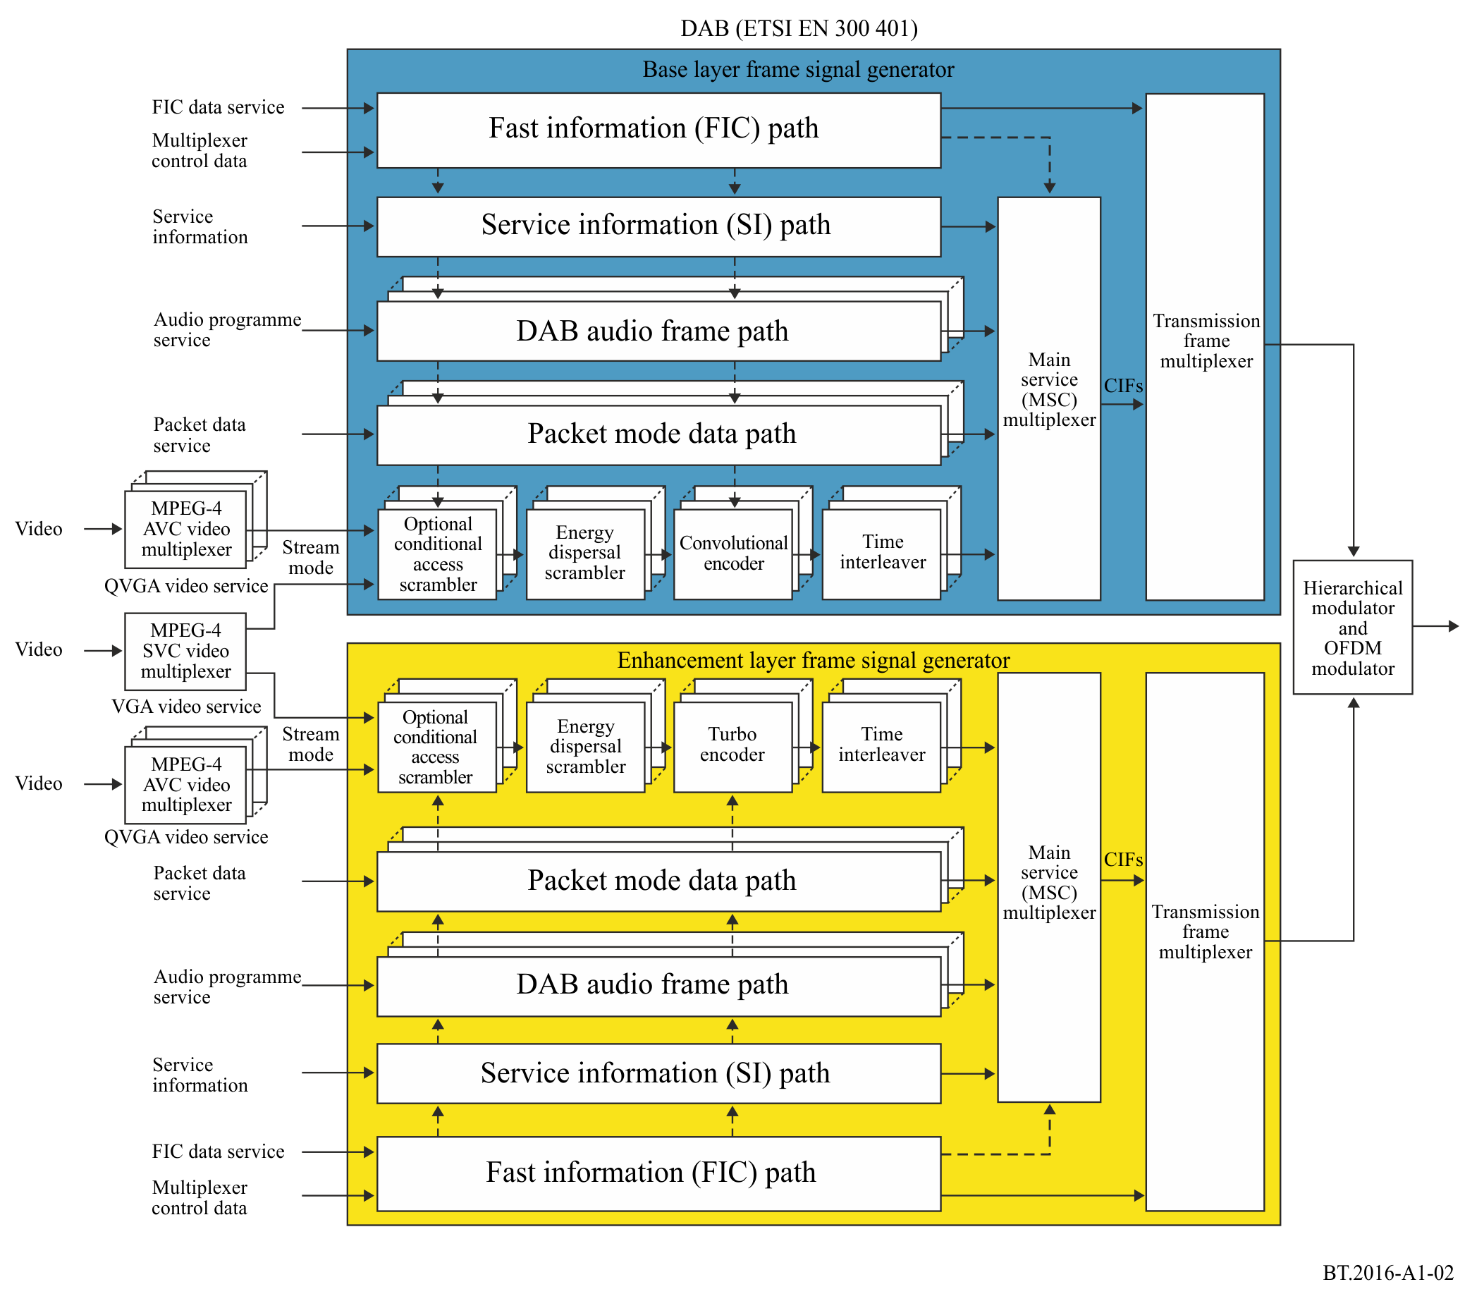 DAB (ETSI EN 300 401)
Base layer frame signal generator
FIC data service
Multiplexer
control data
Fast information (FIC) path
Service
information
Service information (SI) path
Audio programme
service
DAB audio frame path
Packet data
service
Packet mode data path
Main
service
(MSC)
multiplexer
CIFs
Transmission
frame
multiplexer
Video
MPEG-4
AVC video
multiplexer
QVGA video service
Stream
mode
Optional
conditional
access
scrambler
Energy
dispersal
scrambler
Convolutional
encoder
Time
interleaver
Hierarchical
modulator
and
OFDM
modulator
Video
MPEG-4
SVC video
multiplexer
VGA video service
Enhancement layer frame signal generator
Video
MPEG-4
AVC video
multiplexer
QVGA video service
Stream
mode
Optional
conditional
access
scrambler
Energy
dispersal
scrambler
Turbo
encoder
Time
interleaver
Packet data
service
Packet mode data path
Main
service
(MSC)
multiplexer
CIFs
Transmission
frame
multiplexer
Audio programme
service
DAB audio frame path
Service
information
Service information (SI) path
FIC data service
Multiplexer
control data
Fast information (FIC) path
BT.2016-A1-02